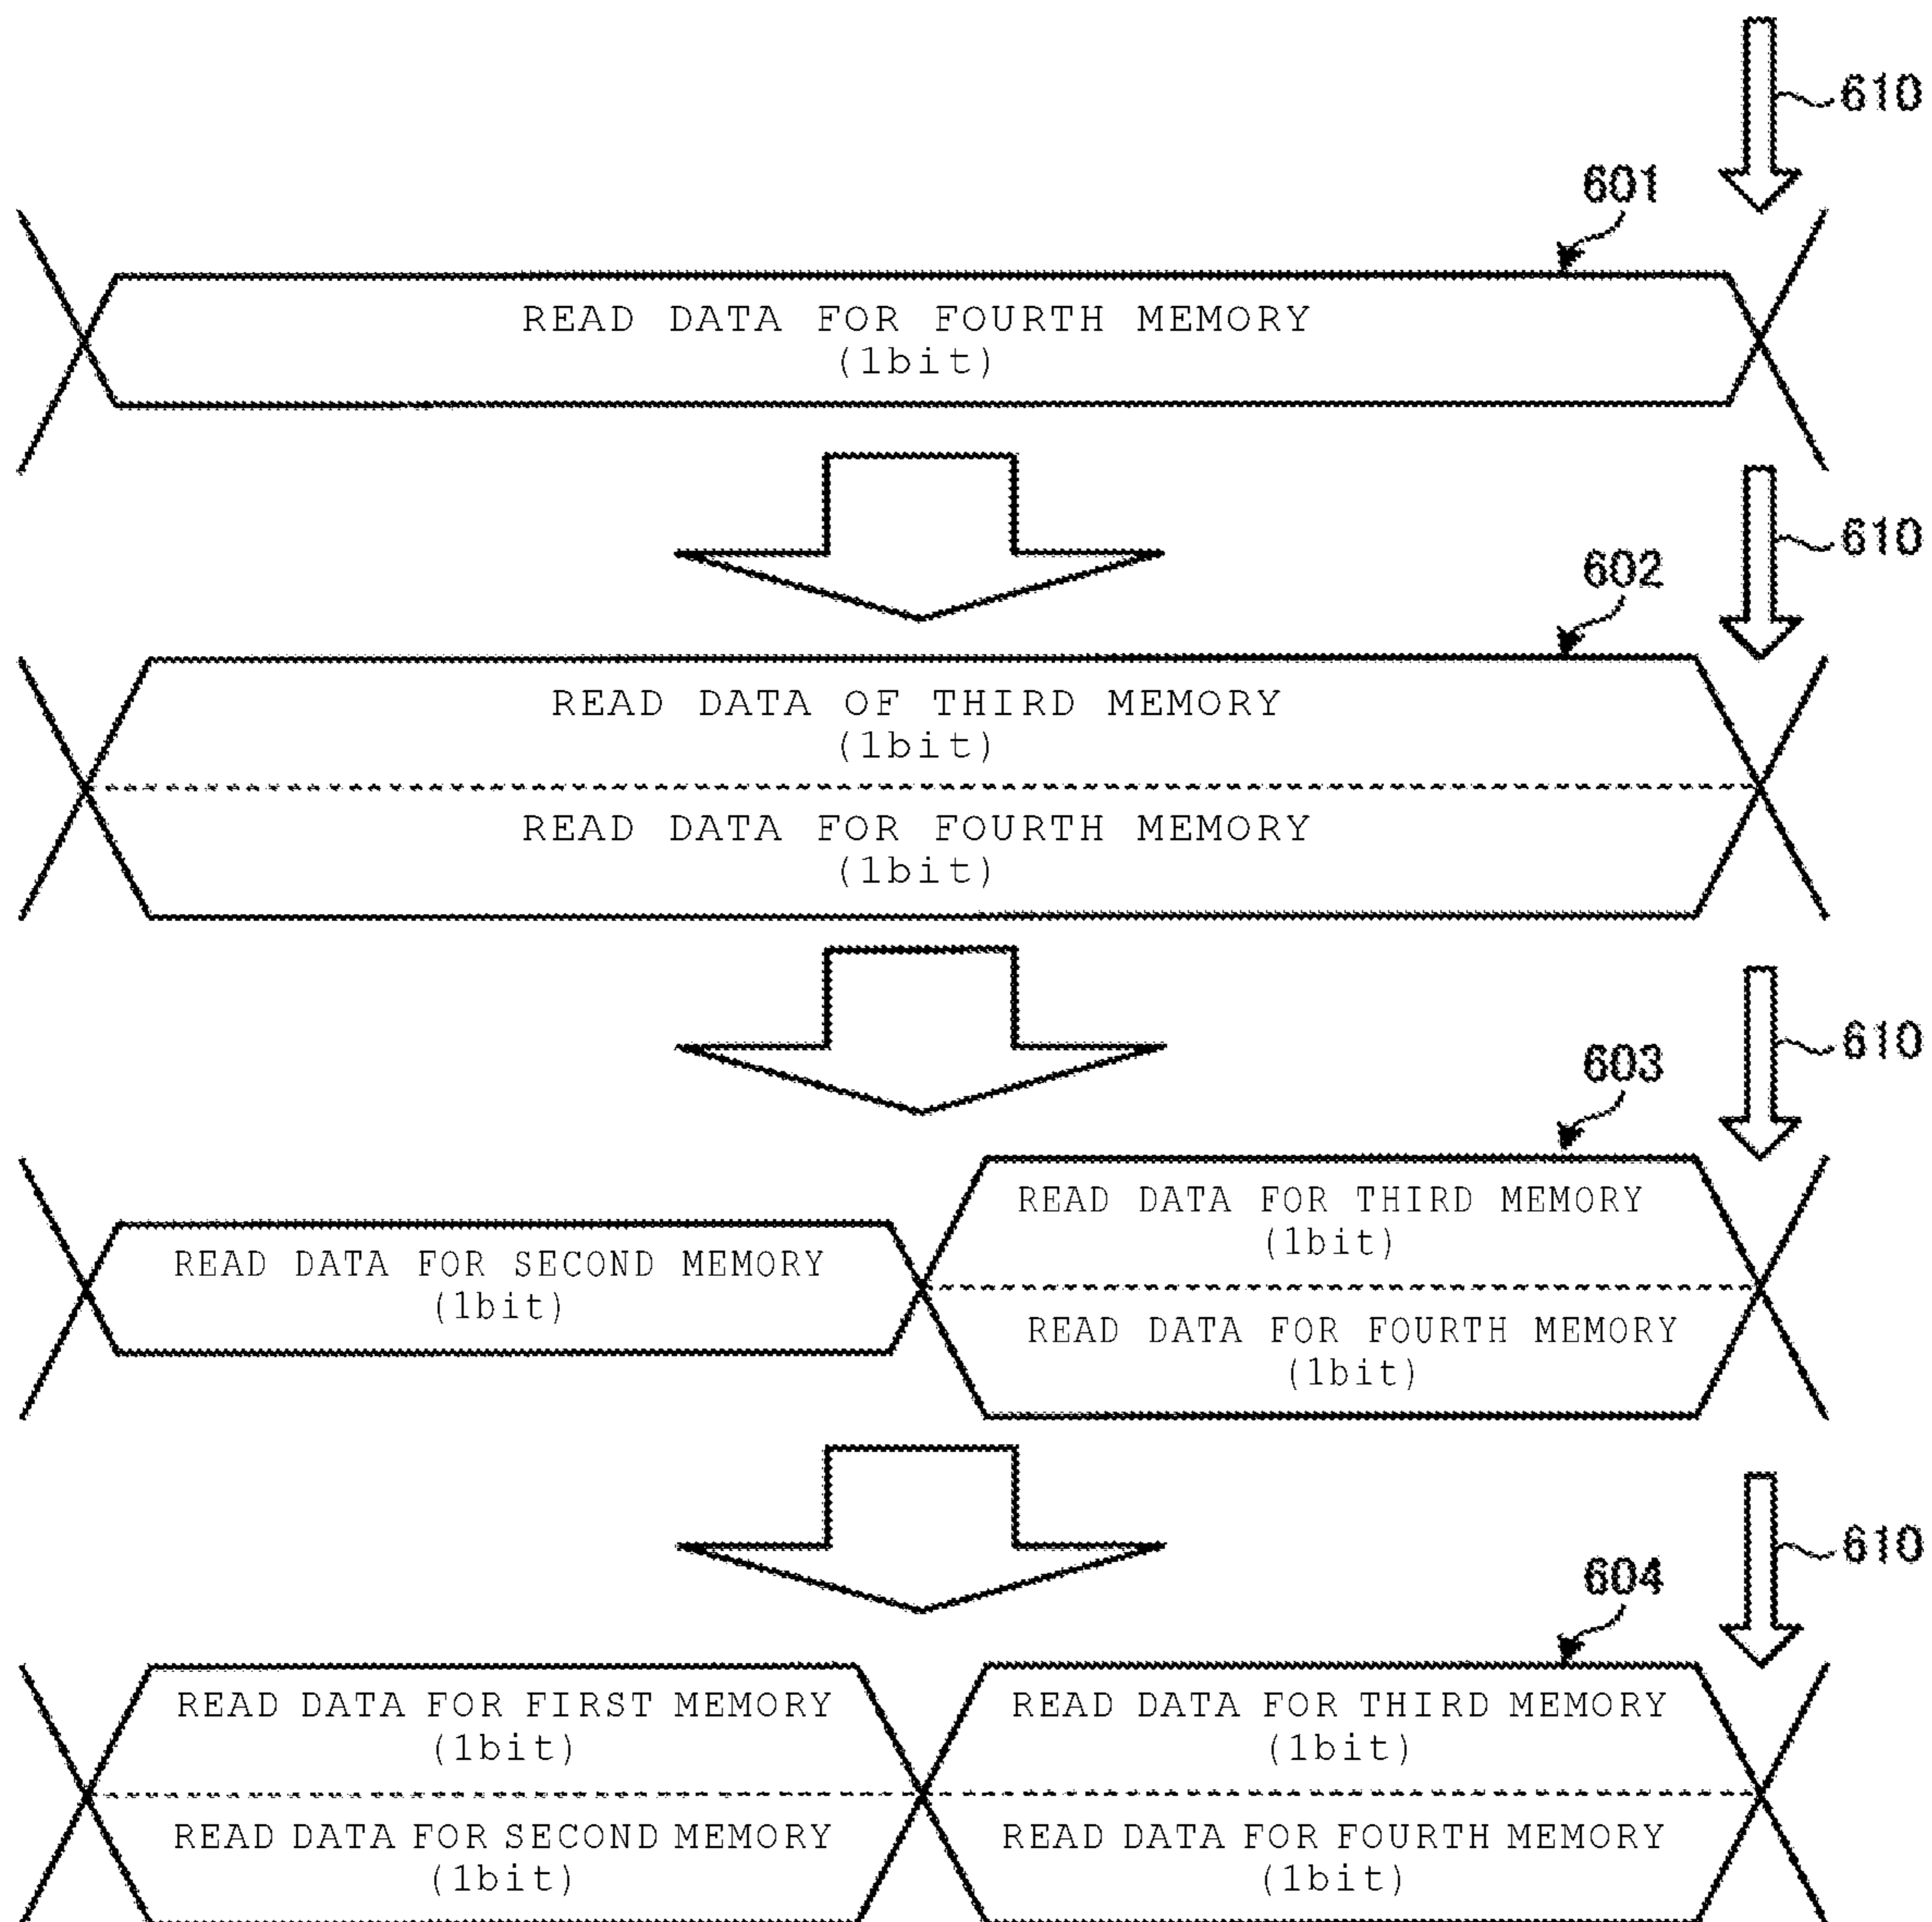 610
601
READ DATA FOR FOURTH MEMORY
(1bit)
610
602
READ DATA OF THIRD MEMORY
(1bit)
READ DATA FOR FOURTH MEMORY
(1bit)
610
603
READ DATA FOR THIRD MEMORY
(1bit)
READ DATA FOR SECOND MEMORY
(1bit)
READ DATA FOR FOURTH MEMORY
(1bit)
610
604
READ DATA FOR FIRST MEMORY
(1bit)
READ DATA FOR THIRD MEMORY
(1bit)
READ DATA FOR SECOND MEMORY
(1bit)
READ DATA FOR FOURTH MEMORY
(1bit)